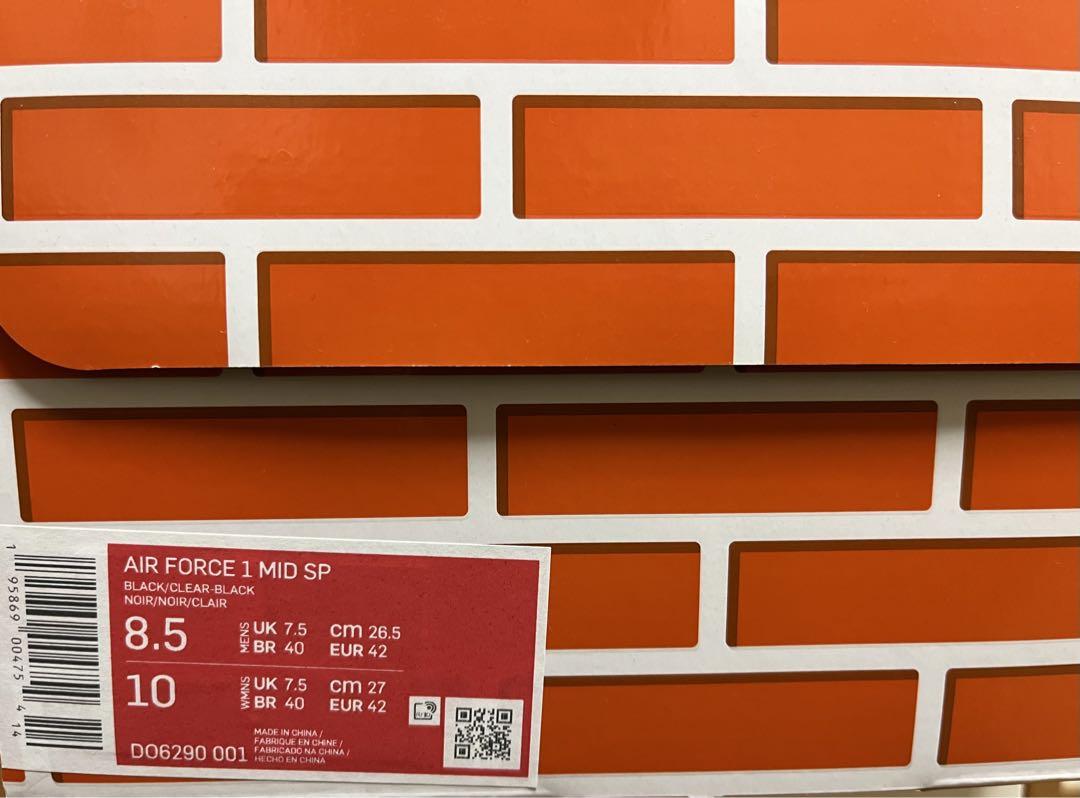 AIR FORCE 1 MID SP
BLACK/CLEAR-BLACK
NOIR/NOIR/CLAIR
8.5 MENS UK 7.5 cm 26.5
BR 40 EUR 42
10 WMNS UK 7.5 cm 27
BR 40 EUR 42
DO6290 001
MADE IN CHINA /
FABRIQUE EN CHINE /
FABRICADO NA CHINA /
HECHO EN CHINA
1 95869 00475 4 14